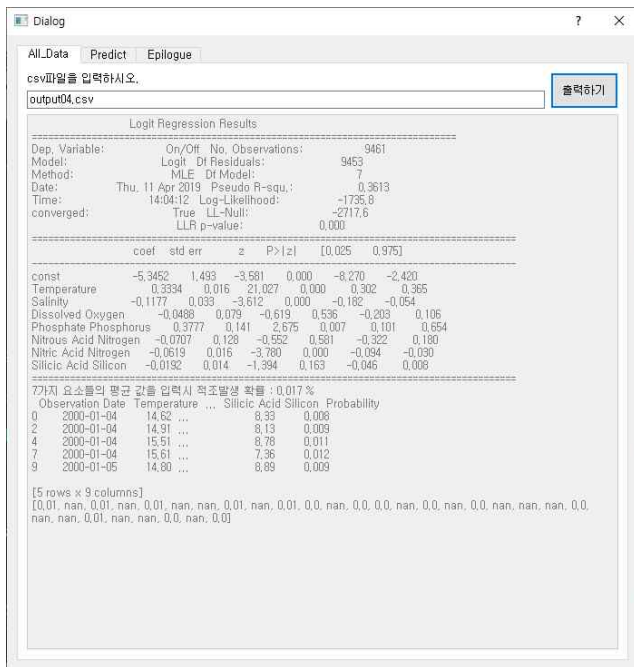 Dialog
All_Data Predict Epilogue
csv파일을 입력하시오.
output04.csv
출력하기
Logit Regression Results
==============================================================================
Dep. Variable: On/Off No. Observations: 9461
Model: Logit Df Residuals: 9453
Method: MLE Df Model: 7
Date: Thu, 11 Apr 2019 Pseudo R-squ.: 0.3613
Time: 14:04:12 Log-Likelihood: -1735.8
converged: True LL-Null: -2717.6
LLR p-value: 0.000
==============================================================================
coef std err z P>|z| [0.025 0.975]
------------------------------------------------------------------------------
const -5.3452 1.493 -3.581 0.000 -8.270 -2.420
Temperature 0.3334 0.016 21.027 0.000 0.302 0.365
Salinity -0.1177 0.033 -3.612 0.000 -0.182 -0.054
Dissolved Oxygen -0.0488 0.079 -0.619 0.536 -0.203 0.106
Phosphate Phosphorus 0.3777 0.141 2.675 0.007 0.101 0.654
Nitrous Acid Nitrogen -0.0707 0.128 -0.552 0.581 -0.322 0.180
Nitric Acid Nitrogen -0.0619 0.016 -3.780 0.000 -0.094 -0.030
Silicic Acid Silicon -0.0192 0.014 -1.394 0.163 -0.046 0.008
==============================================================================
7가지 요소들의 평균 값을 입력시 적조발생 확률 : 0.017 %
Observation Date Temperature ... Silicic Acid Silicon Probability
0 2000-01-04 14.62 ... 8.33 0.008
2 2000-01-04 14.91 ... 8.13 0.009
4 2000-01-04 15.51 ... 8.78 0.011
7 2000-01-04 15.61 ... 7.36 0.012
9 2000-01-05 14.80 ... 8.89 0.009
[5 rows x 9 columns]
[0.01, nan, 0.01, nan, 0.01, nan, nan, 0.01, nan, 0.01, 0.0, nan, 0.0, 0.0, nan, 0.0, nan, 0.0, nan, nan, nan, nan, 0.0,
nan, nan, 0.01, nan, nan, 0.0, nan, 0.0]